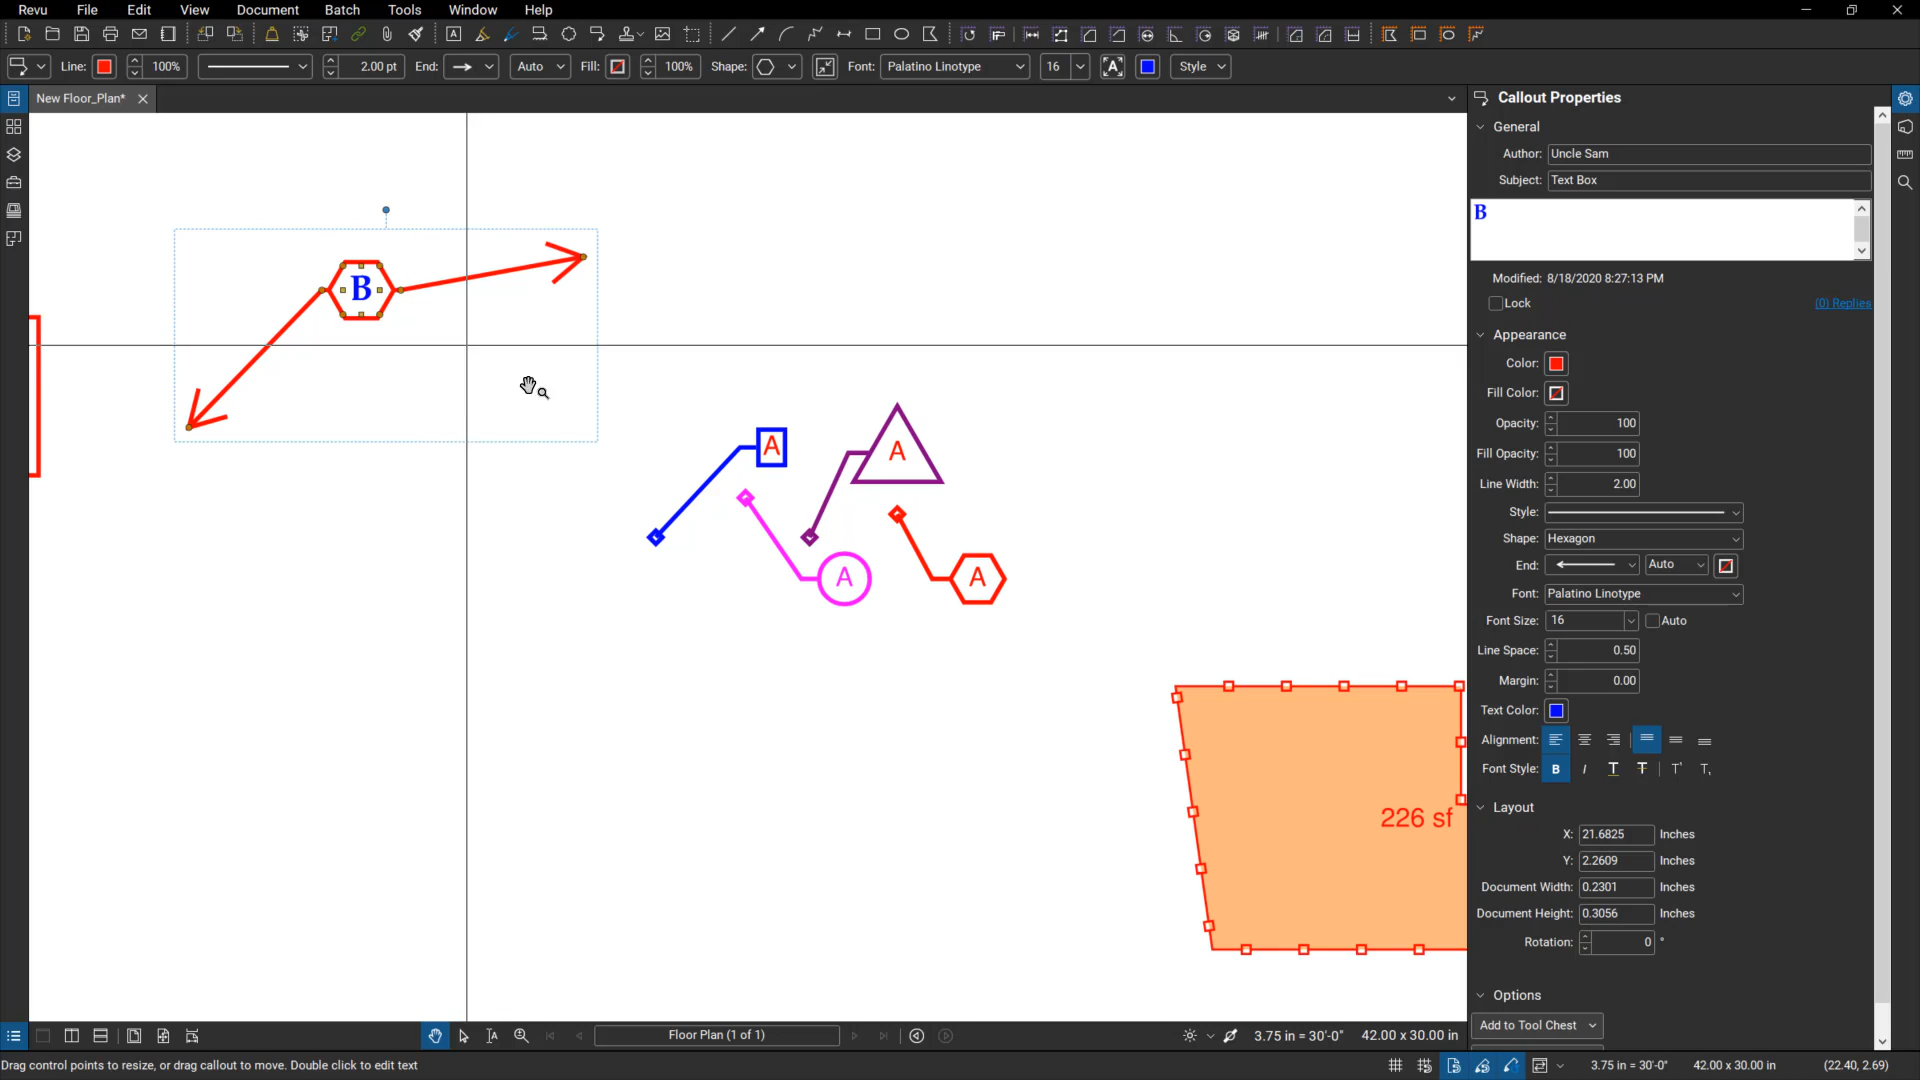 Revu File Edit View Document Batch Tools Window Help
Line: 100% 2.00 pt End: Auto Fill: 100% Shape: Font: Palatino Linotype 16 A Style
New Floor_Plan*
B
A
A
A
A
226 sf
Callout Properties
General
Author: Uncle Sam
Subject: Text Box
B
Modified: 8/18/2020 8:27:13 PM
Lock (0) Replies
Appearance
Color:
Fill Color:
Opacity: 100
Fill Opacity: 100
Line Width: 2.00
Style:
Shape: Hexagon
End: Auto
Font: Palatino Linotype
Font Size: 16 Auto
Line Space: 0.50
Margin: 0.00
Text Color:
Alignment:
Font Style: B I T T T T
Layout
X: 21.6825 Inches
Y: 2.2609 Inches
Document Width: 0.2301 Inches
Document Height: 0.3056 Inches
Rotation: 0 °
Options
Add to Tool Chest
Floor Plan (1 of 1) 3.75 in = 30'-0" 42.00 x 30.00 in
Drag control points to resize, or drag callout to move. Double click to edit text 3.75 in = 30'-0" 42.00 x 30.00 in (22.40, 2.69)